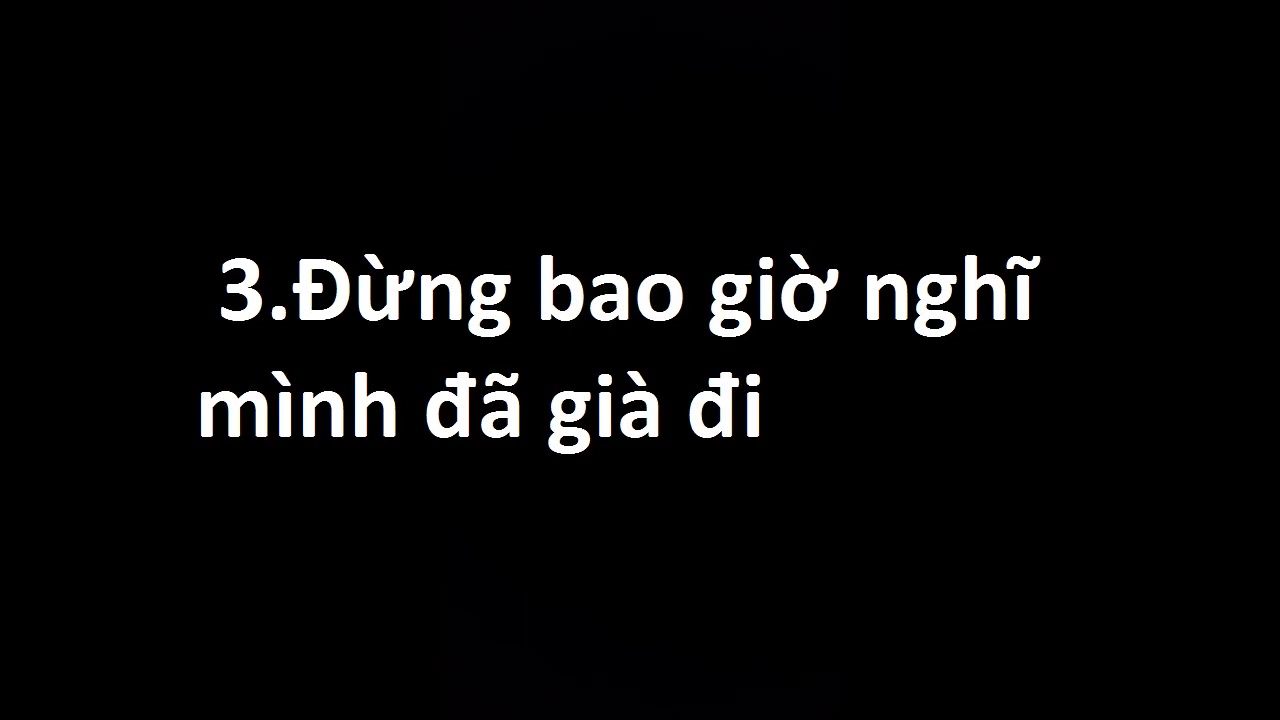 3.Đừng bao giờ nghĩ
mình đã già đi